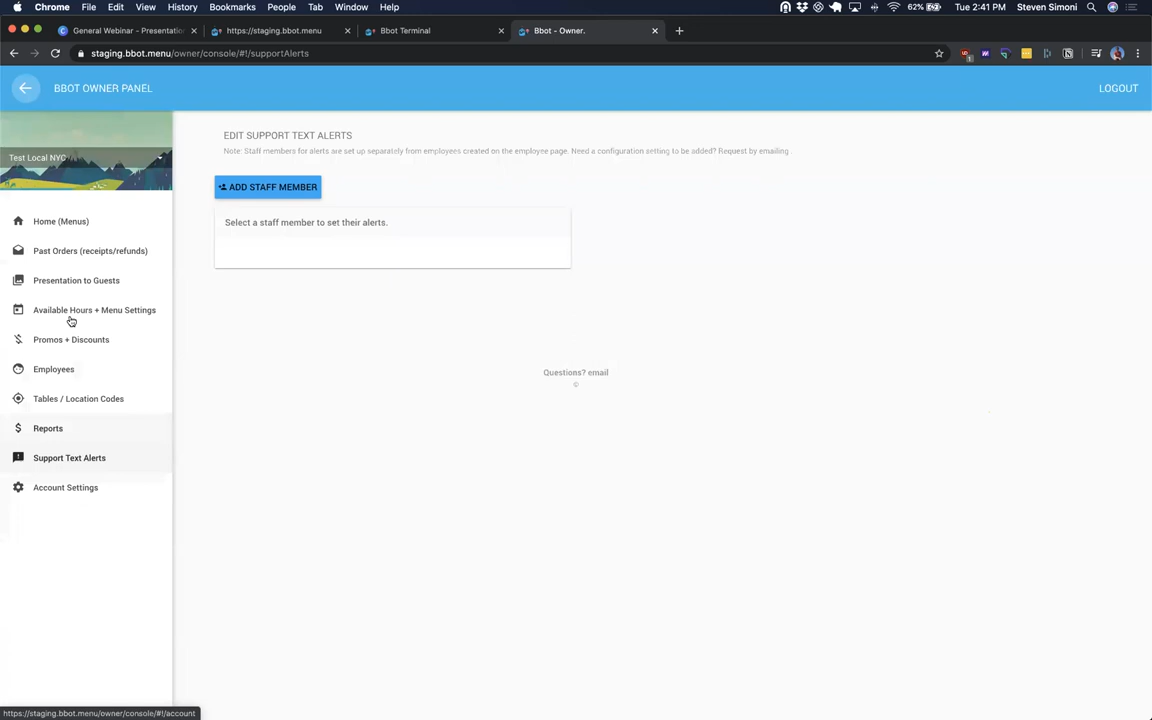 Chrome File Edit View History Bookmarks People Tab Window Help
62% Tue 2:41 PM Steven Simoni
General Webinar - Presentation
https://staging.bbot.menu
Bbot Terminal
Bbot - Owner.
staging.bbot.menu/owner/console/#!/supportAlerts
BBOT OWNER PANEL
LOGOUT
Test Local NYC
Home (Menus)
Past Orders (receipts/refunds)
Presentation to Guests
Available Hours + Menu Settings
Promos + Discounts
Employees
Tables / Location Codes
Reports
Support Text Alerts
Account Settings
EDIT SUPPORT TEXT ALERTS
Note: Staff members for alerts are set up separately from employees created on the employee page. Need a configuration setting to be added? Request by emailing .
ADD STAFF MEMBER
Select a staff member to set their alerts.
Questions? email
©
https://staging.bbot.menu/owner/console/#!/account